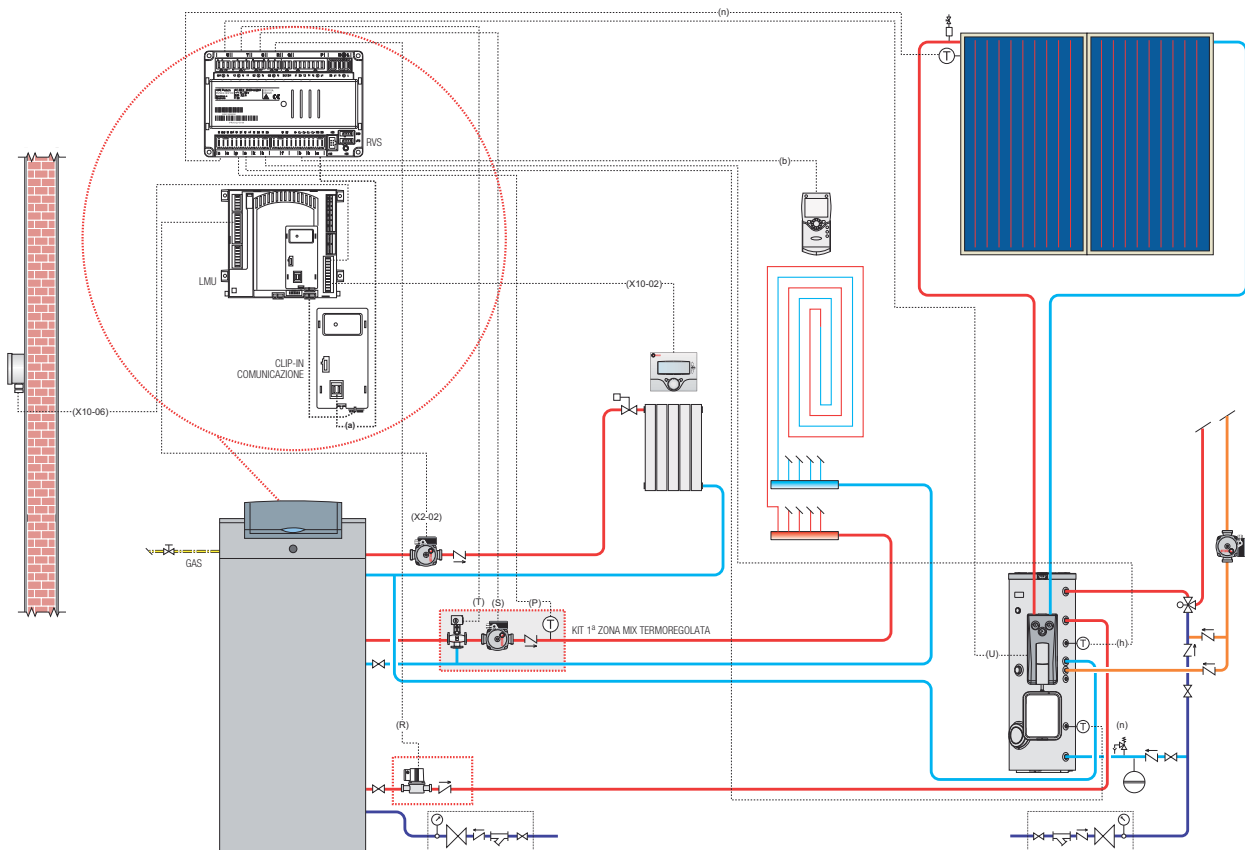 (n)
T
RVS
(b)
LMU
(X10-02)
CLIP-IN
COMUNICAZIONE
(a)
(X10-06)
(X2-02)
GAS
(T)
(S)
(P)
T
KIT 1ª ZONA MIX TERMOREGOLATA
(U)
T
(h)
(R)
T
(n)